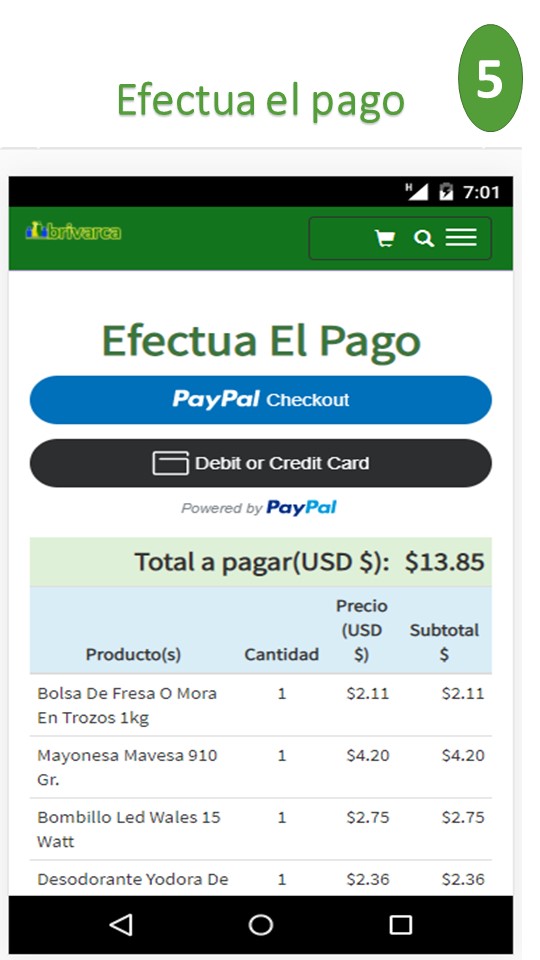 Efectua el pago
5
H 7:01
brivarca
Efectua El Pago
PayPal Checkout
Debit or Credit Card
Powered by PayPal
Total a pagar(USD $): $13.85
Producto(s) Cantidad Precio (USD $) Subtotal $
Bolsa De Fresa O Mora 1 $2.11 $2.11
En Trozos 1kg
Mayonesa Mavesa 910 1 $4.20 $4.20
Gr.
Bombillo Led Wales 15 1 $2.75 $2.75
Watt
Desodorante Yodora De 1 $2.36 $2.36